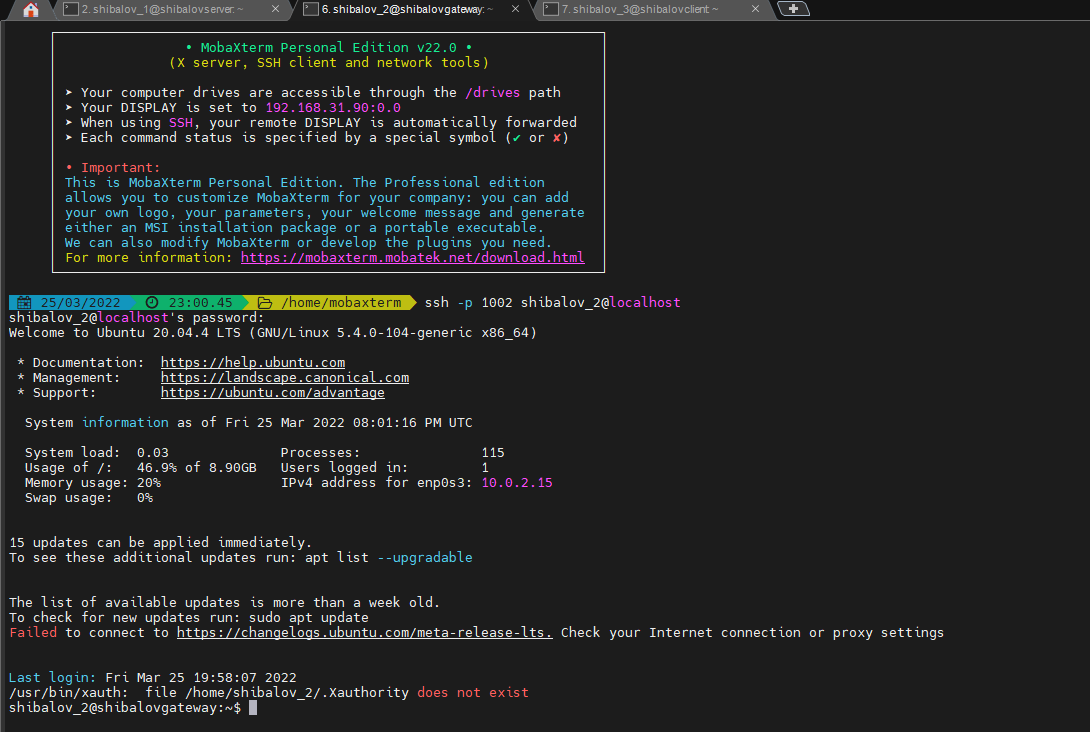 2. shibalov_1@shibalovserver: ~
6. shibalov_2@shibalovgateway: ~
7. shibalov_3@shibalovclient: ~
• MobaXterm Personal Edition v22.0 •
(X server, SSH client and network tools)
➤ Your computer drives are accessible through the /drives path
➤ Your DISPLAY is set to 192.168.31.90:0.0
➤ When using SSH, your remote DISPLAY is automatically forwarded
➤ Each command status is specified by a special symbol (✔ or ✘)
• Important:
This is MobaXterm Personal Edition. The Professional edition
allows you to customize MobaXterm for your company: you can add
your own logo, your parameters, your welcome message and generate
either an MSI installation package or a portable executable.
We can also modify MobaXterm or develop the plugins you need.
For more information: https://mobaxterm.mobatek.net/download.html
25/03/2022 23:00.45 /home/mobaxterm ssh -p 1002 shibalov_2@localhost
shibalov_2@localhost's password:
Welcome to Ubuntu 20.04.4 LTS (GNU/Linux 5.4.0-104-generic x86_64)
* Documentation: https://help.ubuntu.com
* Management: https://landscape.canonical.com
* Support: https://ubuntu.com/advantage
System information as of Fri 25 Mar 2022 08:01:16 PM UTC
System load: 0.03 Processes: 115
Usage of /: 46.9% of 8.90GB Users logged in: 1
Memory usage: 20% IPv4 address for enp0s3: 10.0.2.15
Swap usage: 0%
15 updates can be applied immediately.
To see these additional updates run: apt list --upgradable
The list of available updates is more than a week old.
To check for new updates run: sudo apt update
Failed to connect to https://changelogs.ubuntu.com/meta-release-lts. Check your Internet connection or proxy settings
Last login: Fri Mar 25 19:58:07 2022
/usr/bin/xauth: file /home/shibalov_2/.Xauthority does not exist
shibalov_2@shibalovgateway:~$